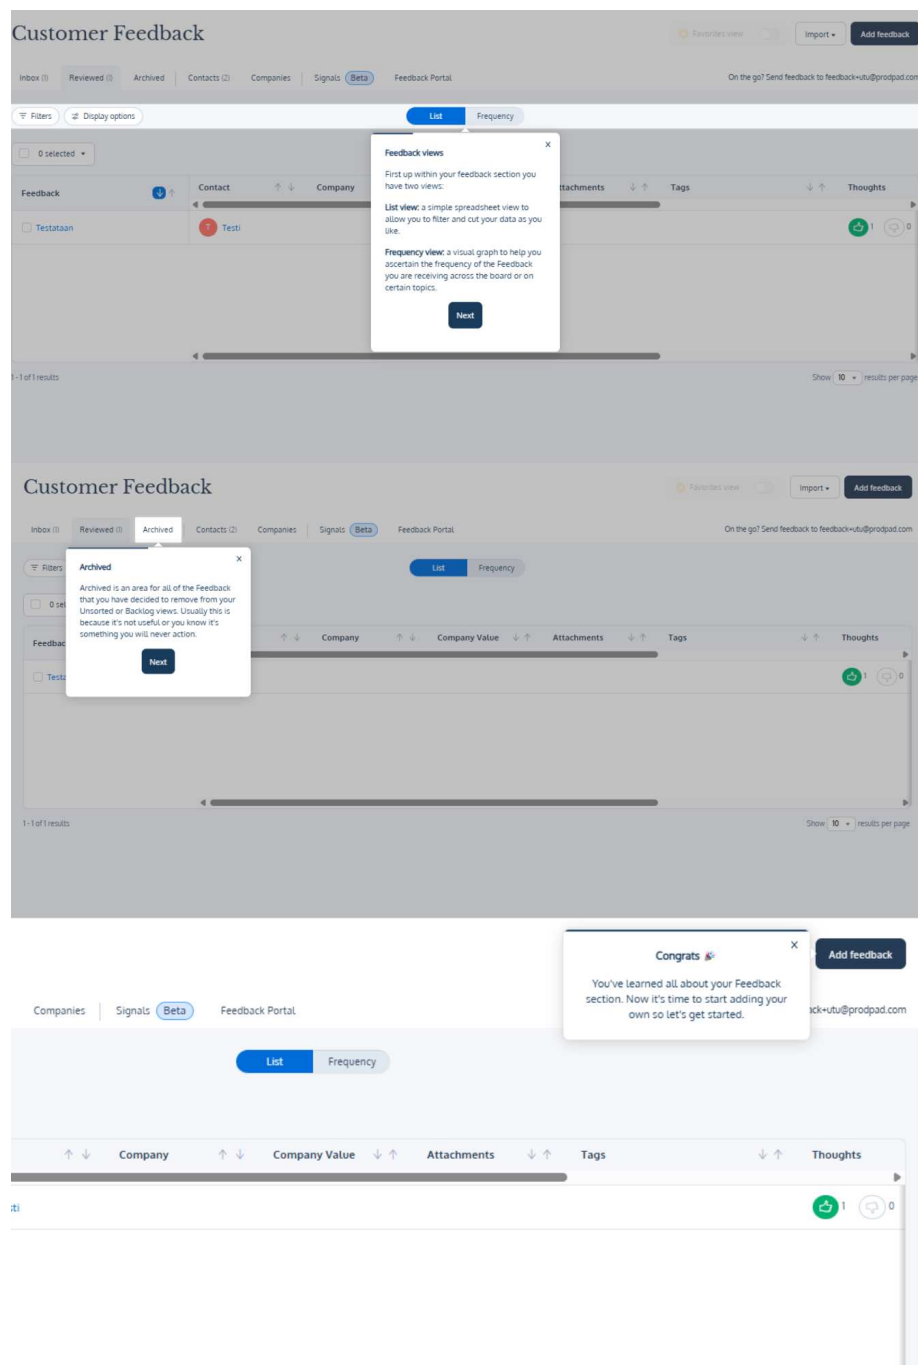 Customer Feedback
Favorites view Import Add feedback
Inbox (1) Reviewed (1) Archived Contacts (2) Companies Signals Beta Feedback Portal On the go? Send feedback to feedback+utu@prodpad.com
Filters Display options List Frequency
0 selected
Feedback views
X
First up within your feedback section you
have two views:
List view: a simple spreadsheet view to
allow you to filter and cut your data as you
like.
Frequency view: a visual graph to help you
ascertain the frequency of the Feedback
you are receiving across the board or on
certain topics.
Next
Feedback Contact Company ttachments Tags Thoughts
Testataan T Testi 1 0
1 - 1 of 1 results Show 10 results per page
Customer Feedback
Favorites view Import Add feedback
Inbox (1) Reviewed (1) Archived Contacts (2) Companies Signals Beta Feedback Portal On the go? Send feedback to feedback+utu@prodpad.com
Filters List Frequency
0 sel
Archived
X
Archived is an area for all of the Feedback
that you have decided to remove from your
Unsorted or Backlog views. Usually this is
because it's not useful or you know it's
something you will never action.
Next
Feedbac Company Company Value Attachments Tags Thoughts
Testa 1 0
1 - 1 of 1 results Show 10 results per page
Congrats 🎉
X
You've learned all about your Feedback
section. Now it's time to start adding your
own so let's get started.
Add feedback
Companies Signals Beta Feedback Portal ack+utu@prodpad.com
List Frequency
Company Company Value Attachments Tags Thoughts
sti 1 0